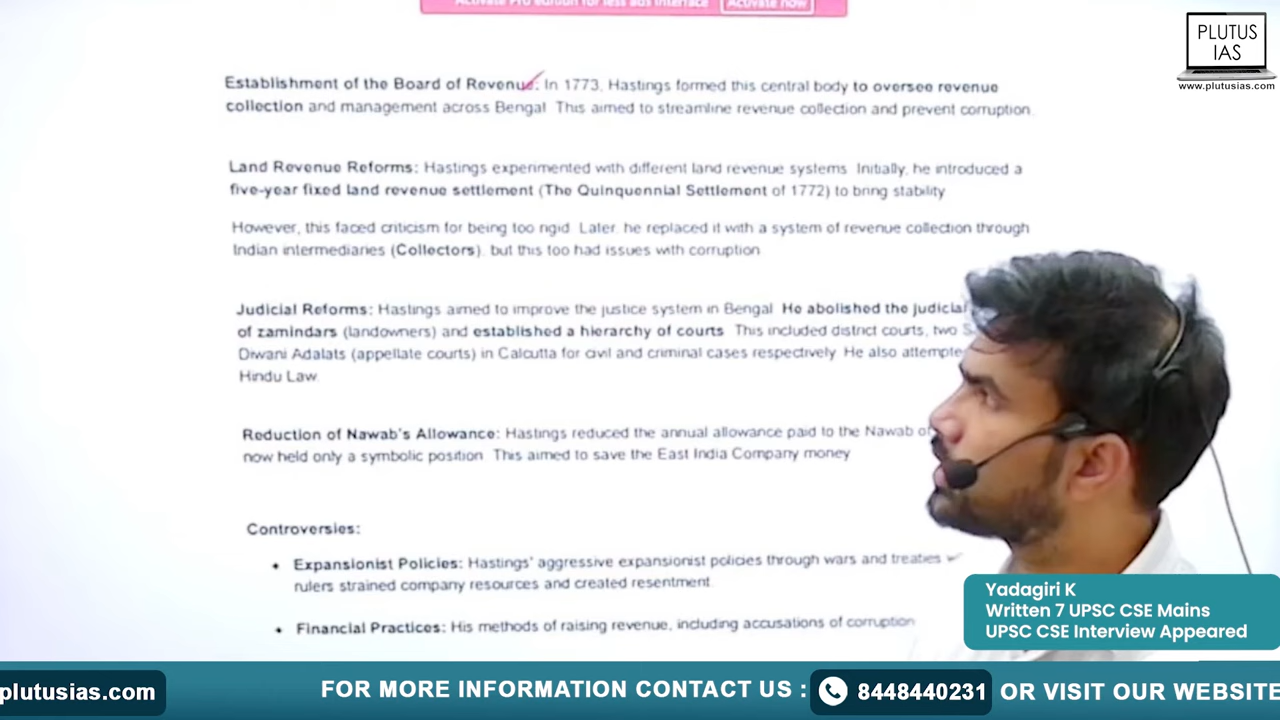 Activate Pro edition for less ads interface Activate now
PLUTUS
IAS
www.plutusias.com
Establishment of the Board of Revenue: In 1773, Hastings formed this central body to oversee revenue
collection and management across Bengal. This aimed to streamline revenue collection and prevent corruption.
Land Revenue Reforms: Hastings experimented with different land revenue systems. Initially, he introduced a
five-year fixed land revenue settlement (The Quinquennial Settlement of 1772) to bring stability.
However, this faced criticism for being too rigid. Later, he replaced it with a system of revenue collection through
Indian intermediaries (Collectors), but this too had issues with corruption.
Judicial Reforms: Hastings aimed to improve the justice system in Bengal. He abolished the judicial
of zamindars (landowners) and established a hierarchy of courts. This included district courts, two
Diwani Adalats (appellate courts) in Calcutta for civil and criminal cases respectively. He also
Hindu Law.
Reduction of Nawab's Allowance: Hastings reduced the annual allowance paid to the Nawab
now held only a symbolic position. This aimed to save the East India Company money.
Controversies:
• Expansionist Policies: Hastings' aggressive expansionist policies through wars and treaties
rulers strained company resources and created resentment.
• Financial Practices: His methods of raising revenue, including accusations of corruption
Yadagiri K
Written 7 UPSC CSE Mains
UPSC CSE Interview Appeared
plutusias.com FOR MORE INFORMATION CONTACT US : 8448440231 OR VISIT OUR WEBSITE